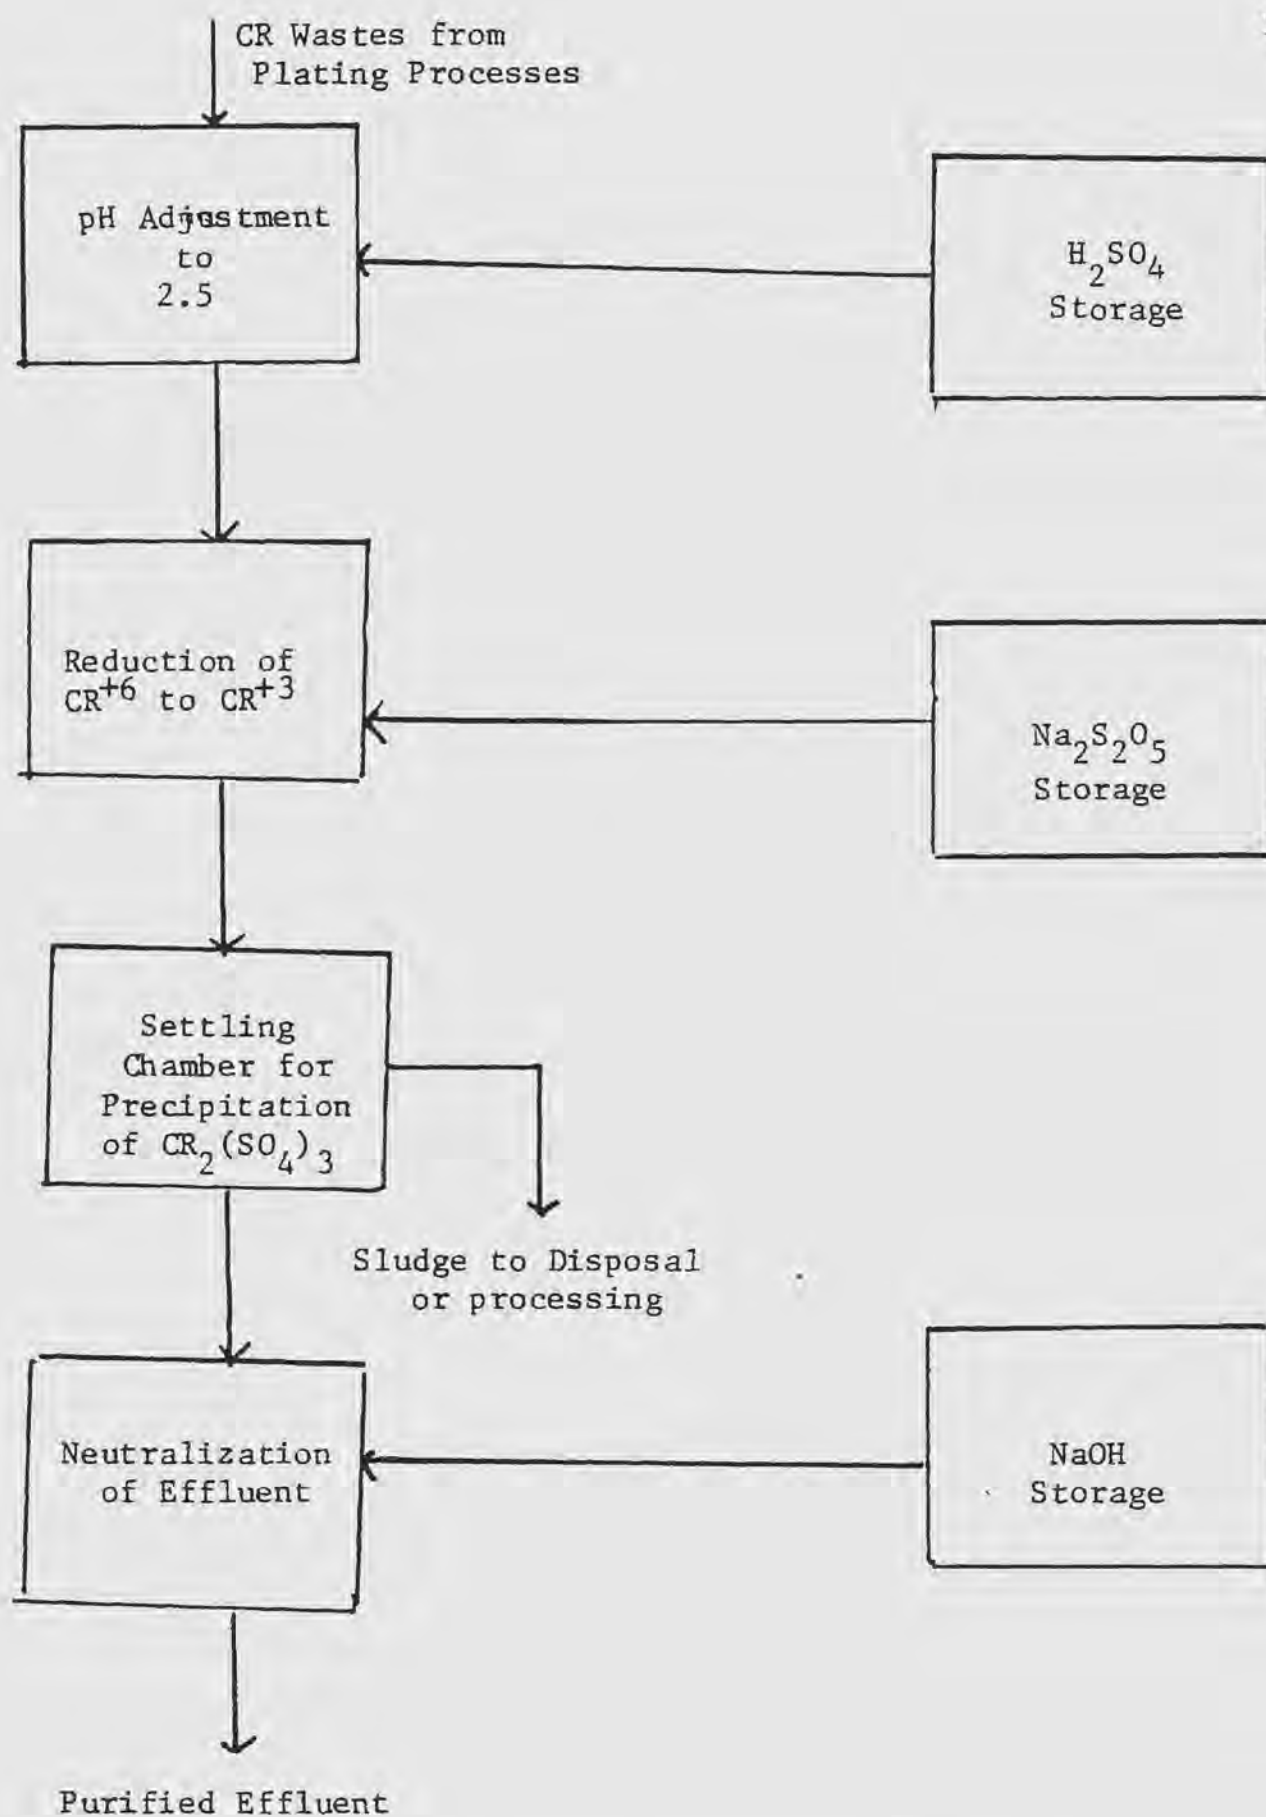 CR Wastes from
Plating Processes
pH Adjustment
to
2.5
H₂SO₄
Storage
Reduction of
CR⁺⁶ to CR⁺³
Na₂S₂O₅
Storage
Settling
Chamber for
Precipitation
of CR₂(SO₄)₃
Sludge to Disposal
or processing
Neutralization
of Effluent
NaOH
Storage
Purified Effluent